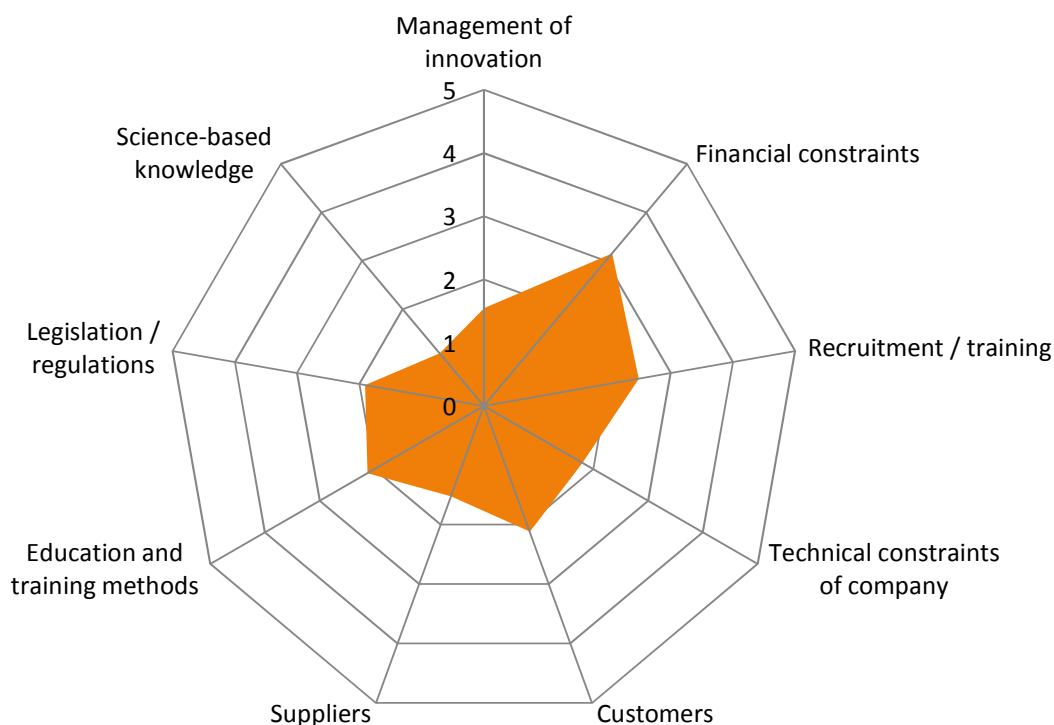 Management of
innovation
5
4
3
2
1
0
Financial constraints
Recruitment / training
Technical constraints
of company
Customers
Suppliers
Education and
training methods
Legislation /
regulations
Science-based
knowledge